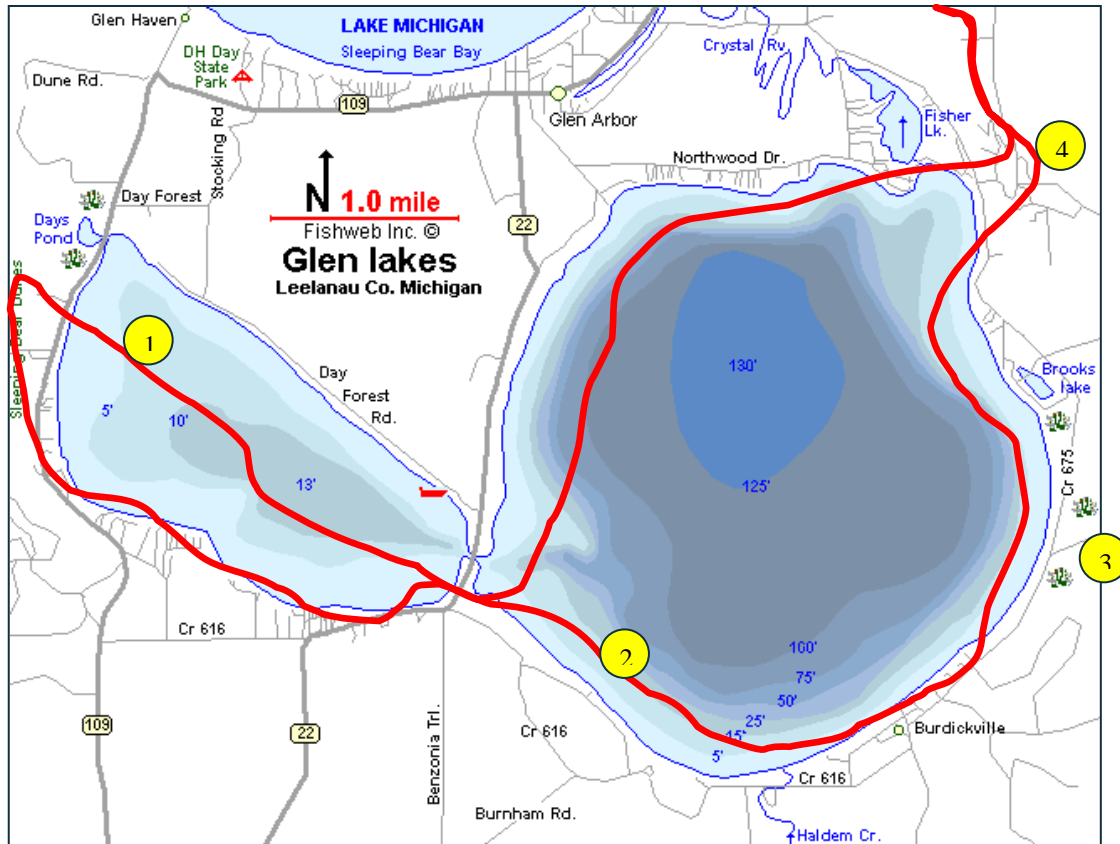 Glen Haven
LAKE MICHIGAN
Sleeping Bear Bay
DH Day
State
Park
Dune Rd.
109
Stocking Rd
Glen Arbor
Crystal Rv.
Fisher
Lk.
4
Northwood Dr.
N 1.0 mile
Fishweb Inc. ©
Glen lakes
Leelanau Co. Michigan
22
Day Forest
Days
Pond
Sleeping Bear Dunes
1
Day
Forest
Rd.
5'
10'
13'
130'
125'
Brooks
lake
Cr 675
3
2
100'
75'
50'
25'
15'
5'
Cr 616
109
22
Benzonia Trl.
Cr 616
Burdickville
Cr 616
Burnham Rd.
Haldem Cr.